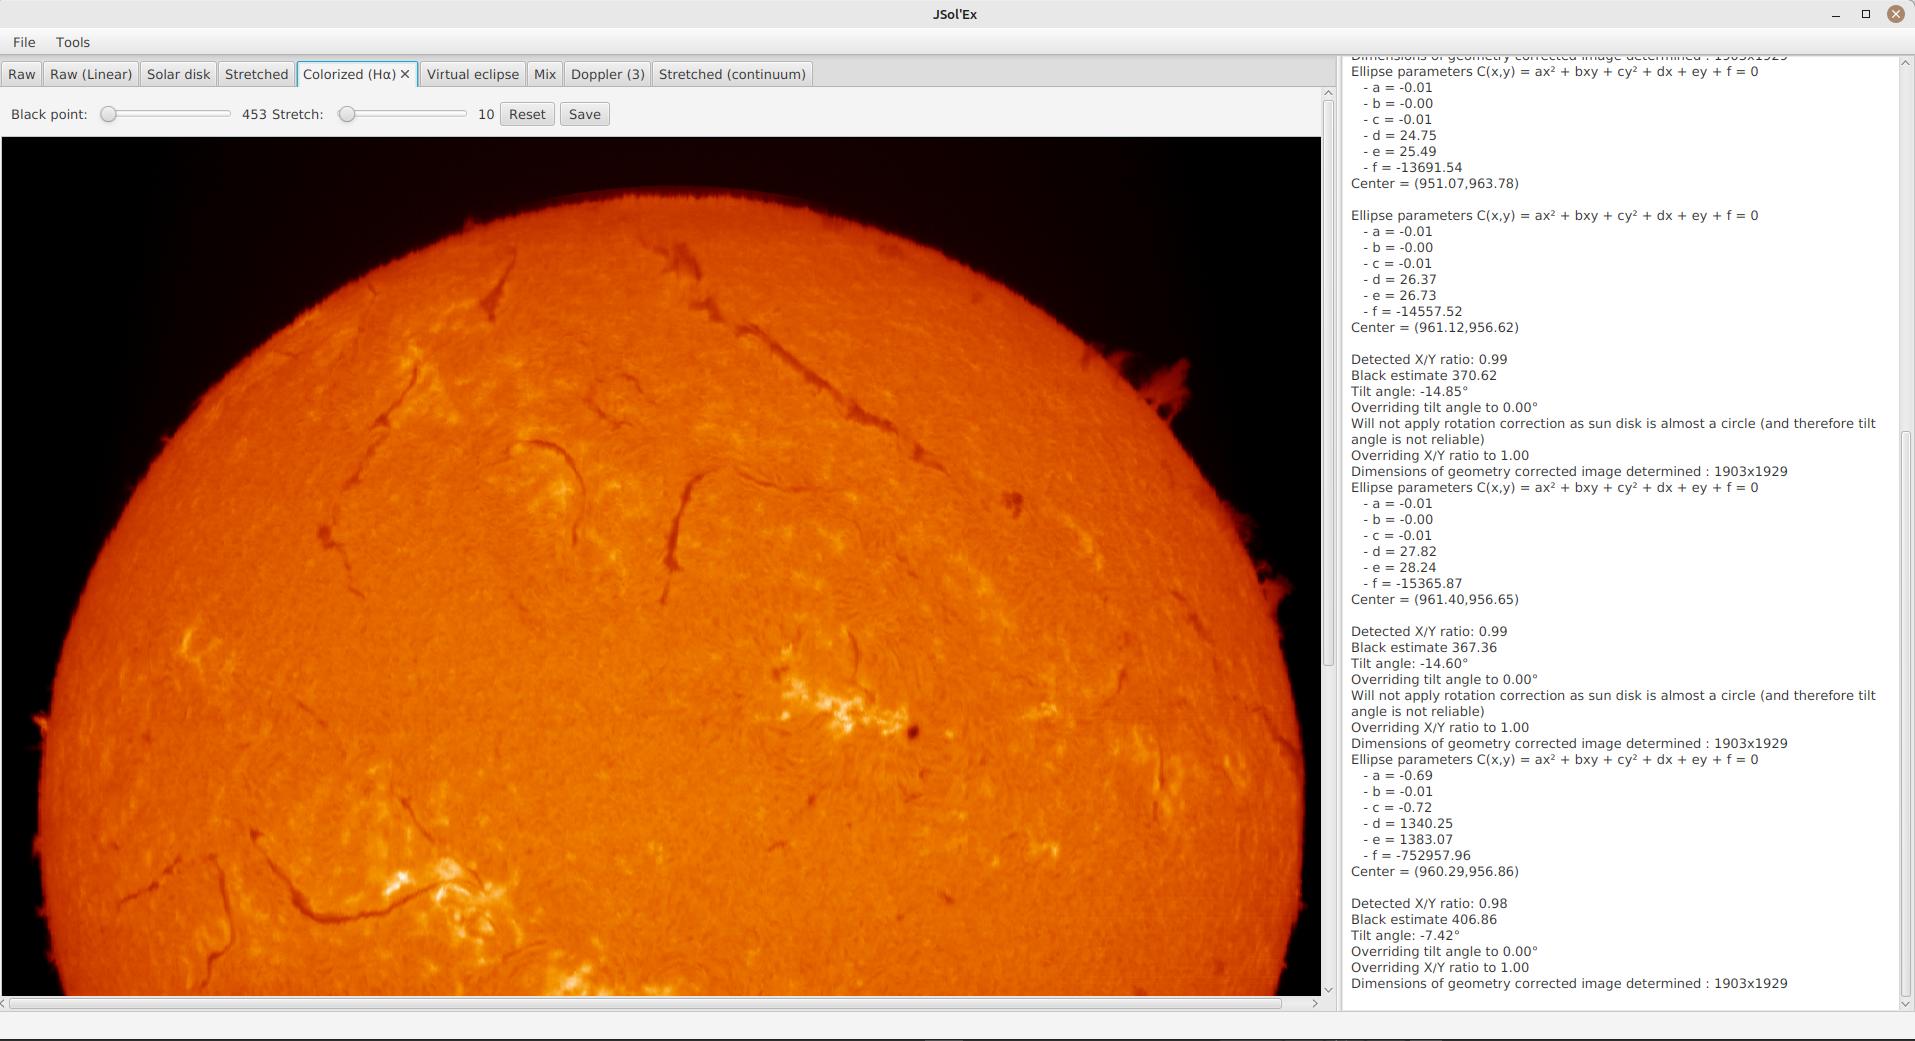 JSol'Ex
File Tools
Raw Raw (Linear) Solar disk Stretched Colorized (Hα) ✕ Virtual eclipse Mix Doppler (3) Stretched (continuum)
Black point: 453 Stretch: 10 Reset Save
Dimensions of geometry corrected image determined : 1903x1929
Ellipse parameters C(x,y) = ax² + bxy + cy² + dx + ey + f = 0
- a = -0.01
- b = -0.00
- c = -0.01
- d = 24.75
- e = 25.49
- f = -13691.54
Center = (951.07,963.78)
Ellipse parameters C(x,y) = ax² + bxy + cy² + dx + ey + f = 0
- a = -0.01
- b = -0.00
- c = -0.01
- d = 26.37
- e = 26.73
- f = -14557.52
Center = (961.12,956.62)
Detected X/Y ratio: 0.99
Black estimate 370.62
Tilt angle: -14.85°
Overriding tilt angle to 0.00°
Will not apply rotation correction as sun disk is almost a circle (and therefore tilt
angle is not reliable)
Overriding X/Y ratio to 1.00
Dimensions of geometry corrected image determined : 1903x1929
Ellipse parameters C(x,y) = ax² + bxy + cy² + dx + ey + f = 0
- a = -0.01
- b = -0.00
- c = -0.01
- d = 27.82
- e = 28.24
- f = -15365.87
Center = (961.40,956.65)
Detected X/Y ratio: 0.99
Black estimate 367.36
Tilt angle: -14.60°
Overriding tilt angle to 0.00°
Will not apply rotation correction as sun disk is almost a circle (and therefore tilt
angle is not reliable)
Overriding X/Y ratio to 1.00
Dimensions of geometry corrected image determined : 1903x1929
Ellipse parameters C(x,y) = ax² + bxy + cy² + dx + ey + f = 0
- a = -0.69
- b = -0.01
- c = -0.72
- d = 1340.25
- e = 1383.07
- f = -752957.96
Center = (960.29,956.86)
Detected X/Y ratio: 0.98
Black estimate 406.86
Tilt angle: -7.42°
Overriding tilt angle to 0.00°
Overriding X/Y ratio to 1.00
Dimensions of geometry corrected image determined : 1903x1929